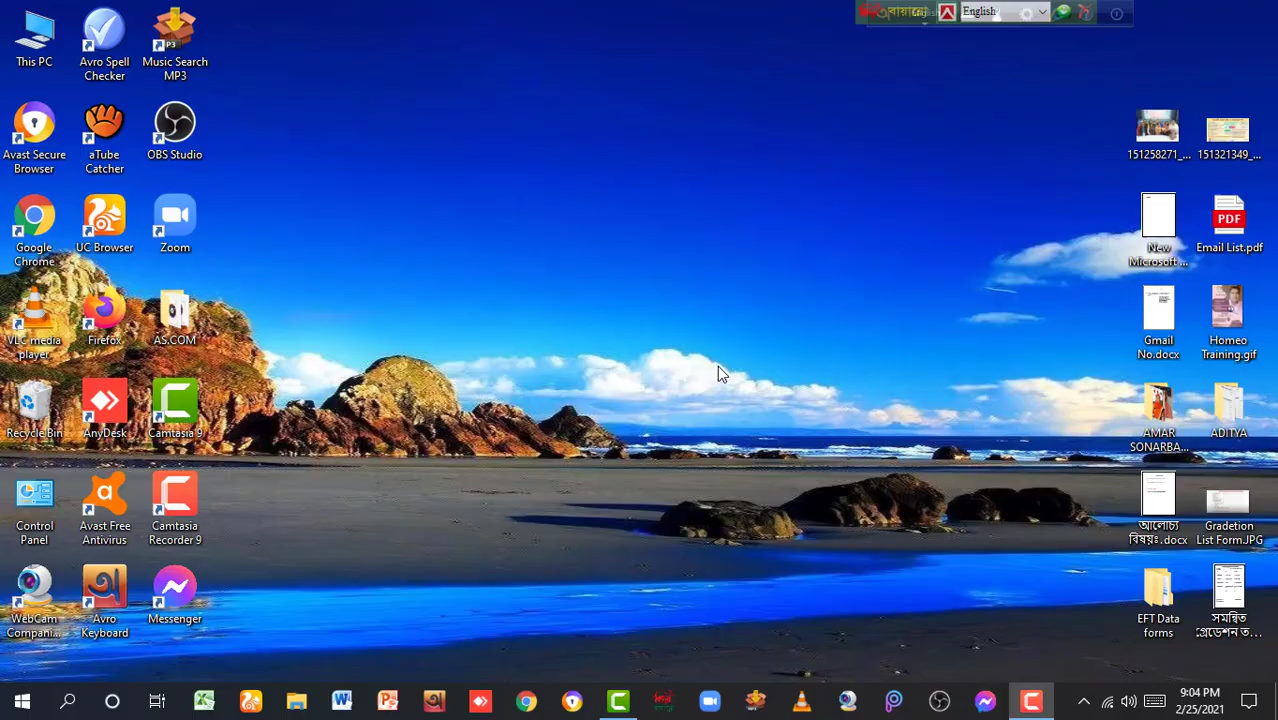 বায়ান্নো
English
This PC
Avro Spell
Checker
Music Search
MP3
Avast Secure
Browser
aTube
Catcher
OBS Studio
Google
Chrome
UC Browser
Zoom
VLC media
player
Firefox
AS.COM
Recycle Bin
AnyDesk
Camtasia 9
Control
Panel
Avast Free
Antivirus
Camtasia
Recorder 9
WebCam
Compani...
Avro
Keyboard
Messenger
151258271_...
151321349_...
New
Microsoft ...
PDF
Email List.pdf
Gmail
No.docx
Homeo
Training.gif
AMAR
SONARBA...
ADITYA
আলোচ্য
বিষয়ঃ.docx
Gradetion
List Form.JPG
EFT Data
forms
সমন্বিত
গ্রেডেশন ত...
9:04 PM
2/25/2021